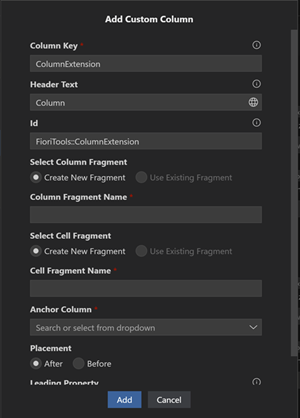 Add Custom Column
Column Key *
ColumnExtension
Header Text
Column
Id
FioriTools::ColumnExtension
Select Column Fragment
Create New Fragment Use Existing Fragment
Column Fragment Name *
Select Cell Fragment
Create New Fragment Use Existing Fragment
Cell Fragment Name *
Anchor Column *
Search or select from dropdown
Placement
After Before
Leading Property
Add Cancel